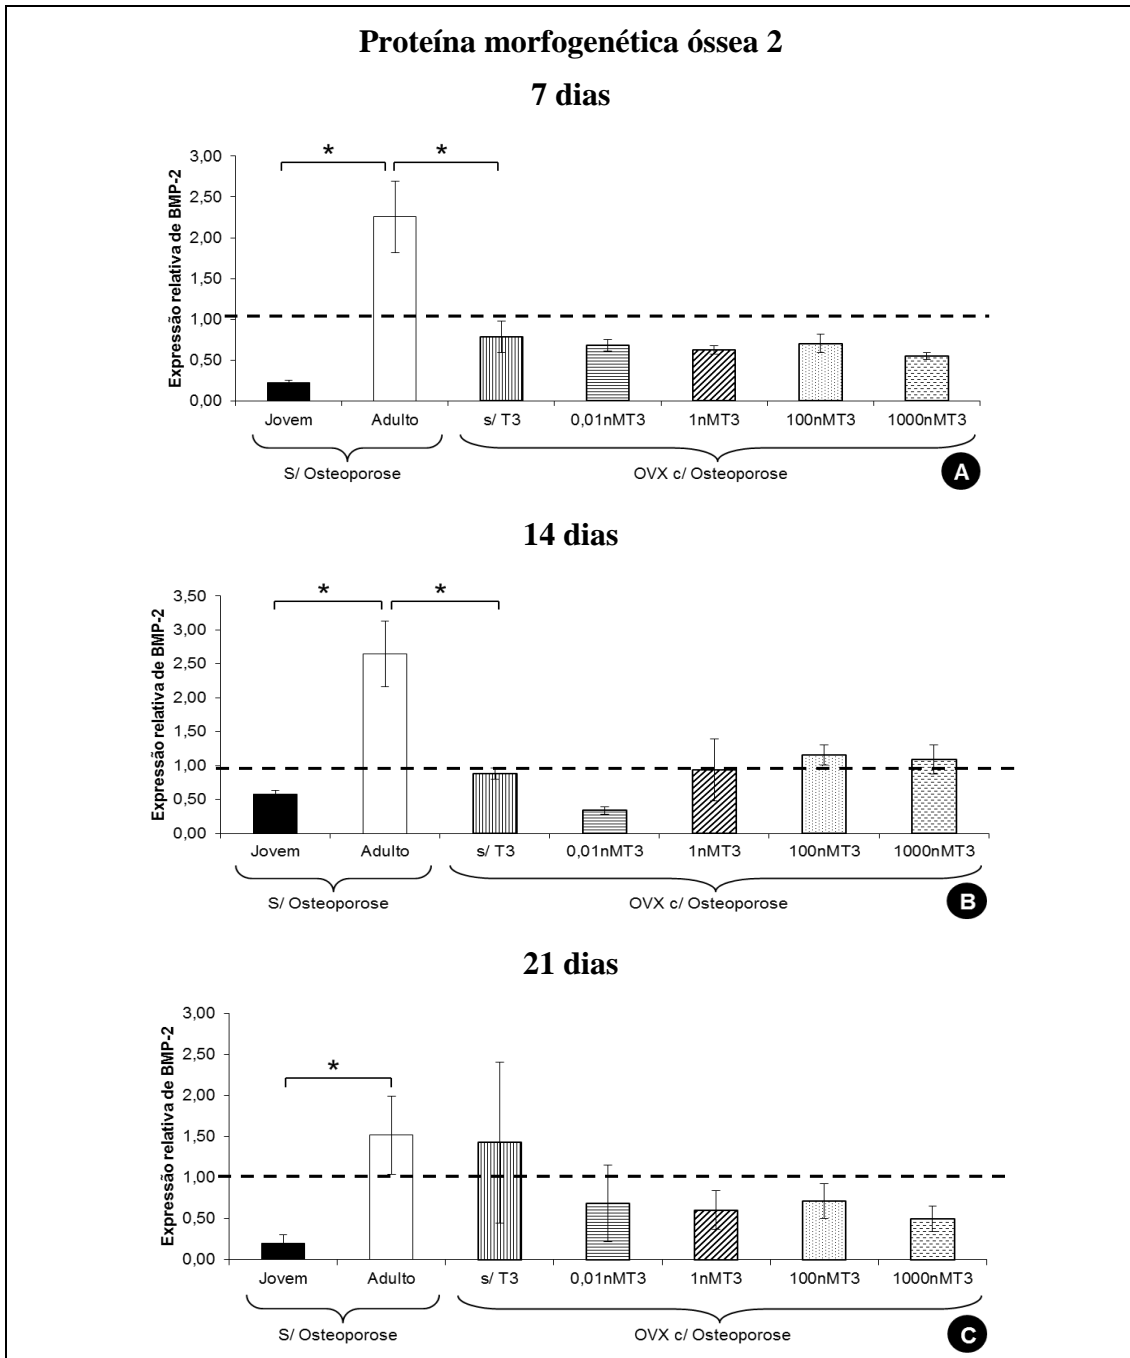 Proteína morfogenética óssea 2
7 dias
Expressão relativa de BMP-2
3,00
2,50
2,00
1,50
1,00
0,50
0,00
* *
Jovem Adulto s/ T3 0,01nMT3 1nMT3 100nMT3 1000nMT3
S/ Osteoporose OVX c/ Osteoporose
A
14 dias
Expressão relativa de BMP-2
3,50
3,00
2,50
2,00
1,50
1,00
0,50
0,00
* *
Jovem Adulto s/ T3 0,01nMT3 1nMT3 100nMT3 1000nMT3
S/ Osteoporose OVX c/ Osteoporose
B
21 dias
Expressão relativa de BMP-2
3,00
2,50
2,00
1,50
1,00
0,50
0,00
*
Jovem Adulto s/ T3 0,01nMT3 1nMT3 100nMT3 1000nMT3
S/ Osteoporose OVX c/ Osteoporose
C